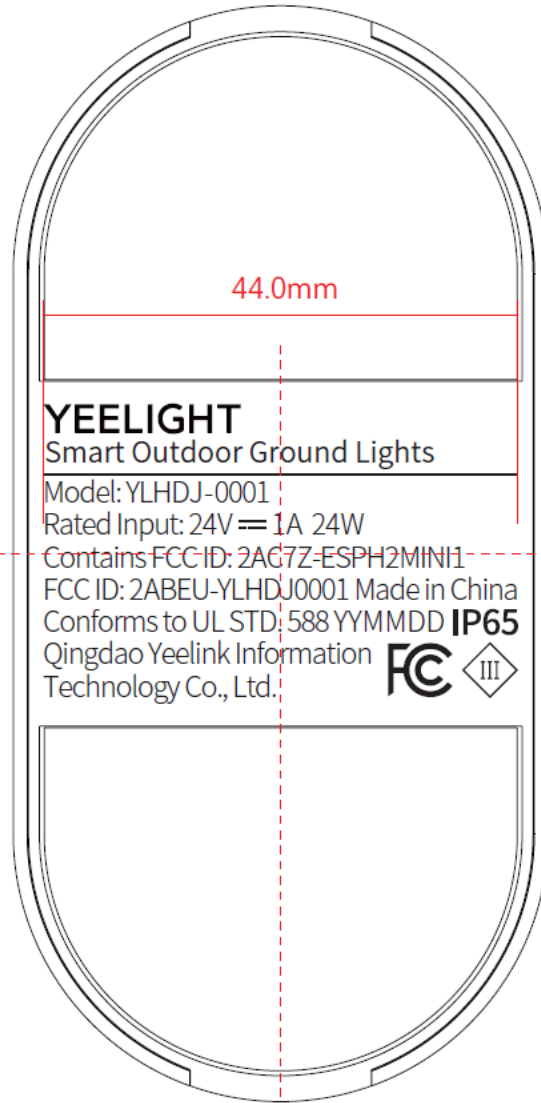 44.0mm
YEELIGHT
Smart Outdoor Ground Lights
Model: YLHDJ-0001
Rated Input: 24V ⎓ 1A 24W
Contains FCC ID: 2AC7Z-ESPH2MINI1
FCC ID: 2ABEU-YLHDJ0001 Made in China
Conforms to UL STD. 588 YYMMDD IP65
Qingdao Yeelink Information
Technology Co., Ltd.
FC III